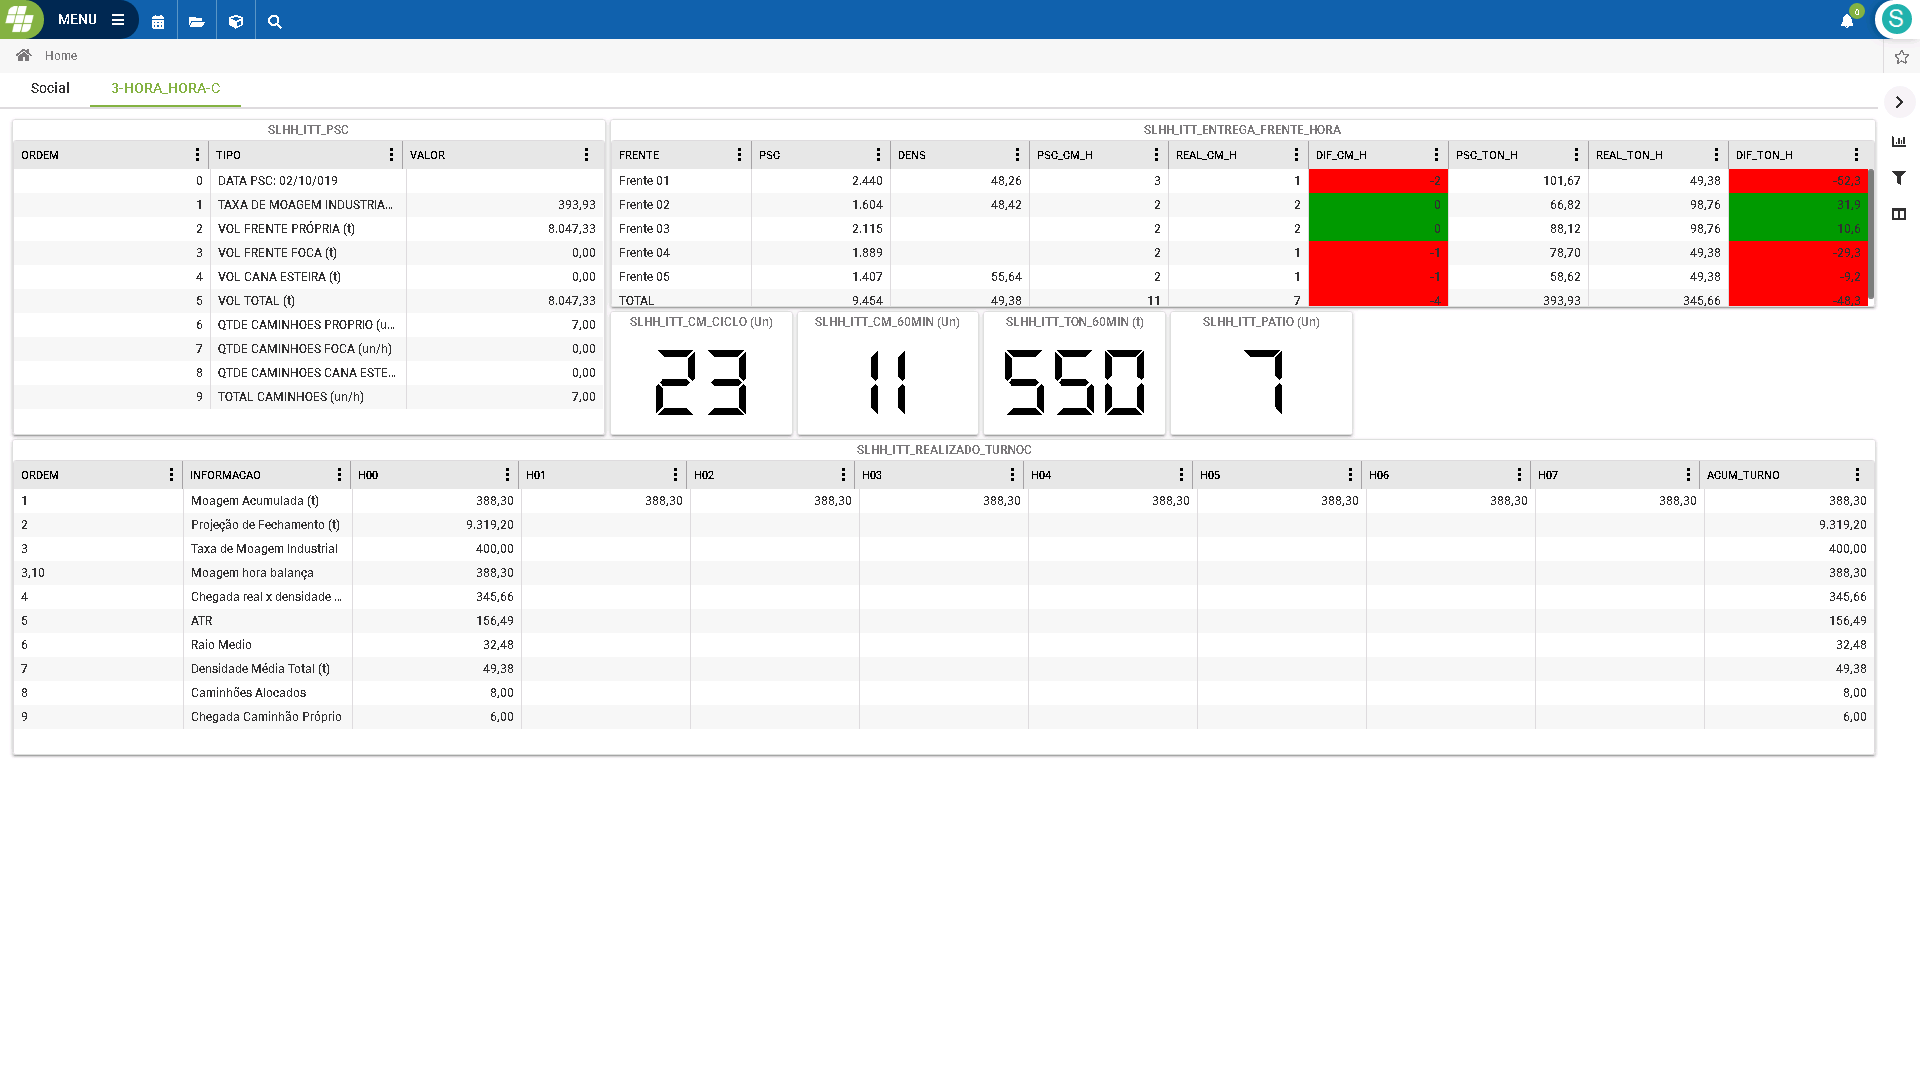 MENU
0
S
Home
Social 3-HORA_HORA-C
SLHH_ITT_PSC
ORDEM TIPO VALOR
0 DATA PSC: 02/10/019
1 TAXA DE MOAGEM INDUSTRIA... 393,93
2 VOL FRENTE PRÓPRIA (t) 8.047,33
3 VOL FRENTE FOCA (t) 0,00
4 VOL CANA ESTEIRA (t) 0,00
5 VOL TOTAL (t) 8.047,33
6 QTDE CAMINHOES PROPRIO (u... 7,00
7 QTDE CAMINHOES FOCA (un/h) 0,00
8 QTDE CAMINHOES CANA ESTE... 0,00
9 TOTAL CAMINHOES (un/h) 7,00
SLHH_ITT_ENTREGA_FRENTE_HORA
FRENTE PSC DENS PSC_CM_H REAL_CM_H DIF_CM_H PSC_TON_H REAL_TON_H DIF_TON_H
Frente 01 2.440 48,26 3 1 -2 101,67 49,38 -52,3
Frente 02 1.604 48,42 2 2 0 66,82 98,76 31,9
Frente 03 2.115 2 2 0 88,12 98,76 10,6
Frente 04 1.889 2 1 -1 78,70 49,38 -29,3
Frente 05 1.407 55,64 2 1 -1 58,62 49,38 -9,2
TOTAL 9.454 49,38 11 7 -4 393,93 345,66 -48,3
SLHH_ITT_CM_CICLO (Un)
23
SLHH_ITT_CM_60MIN (Un)
11
SLHH_ITT_TON_60MIN (t)
550
SLHH_ITT_PATIO (Un)
7
SLHH_ITT_REALIZADO_TURNOC
ORDEM INFORMACAO H00 H01 H02 H03 H04 H05 H06 H07 ACUM_TURNO
1 Moagem Acumulada (t) 388,30 388,30 388,30 388,30 388,30 388,30 388,30 388,30 388,30
2 Projeção de Fechamento (t) 9.319,20 9.319,20
3 Taxa de Moagem Industrial 400,00 400,00
3,10 Moagem hora balança 388,30 388,30
4 Chegada real x densidade ... 345,66 345,66
5 ATR 156,49 156,49
6 Raio Medio 32,48 32,48
7 Densidade Média Total (t) 49,38 49,38
8 Caminhões Alocados 8,00 8,00
9 Chegada Caminhão Próprio 6,00 6,00